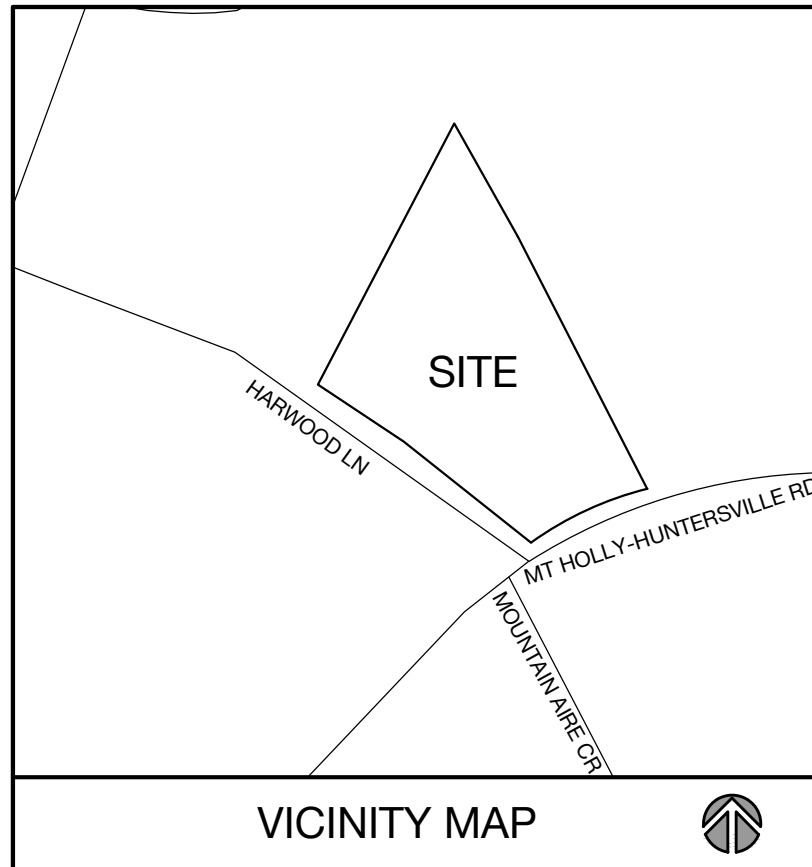 SITE
HARWOOD LN
MT HOLLY-HUNTERSVILLE RD
MOUNTAIN AIRE CR
VICINITY MAP